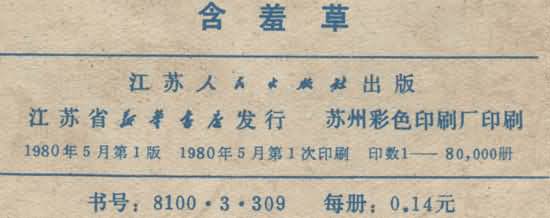 含羞草
江苏人民出版社出版
江苏省新华书店发行 苏州彩色印刷厂印刷
1980年5月第1版 1980年5月第1次印刷 印数1—80,000册
书号：8100·3·309 每册：0.14元